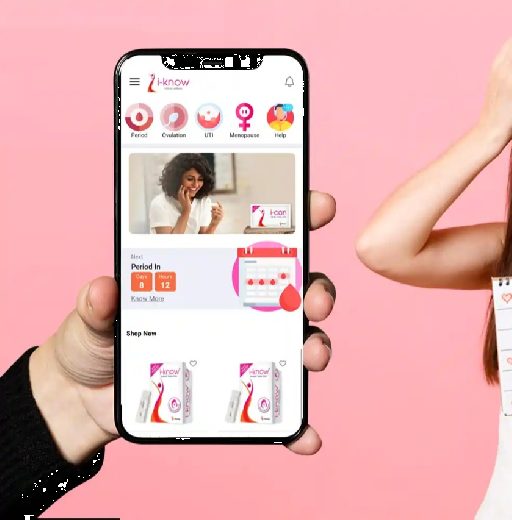 i-know
Period
Ovulation
UTI
Menopause
Help
i-can
Next
Period In
Days
Hours
8
12
Know More
Shop Now
i-know
i-know